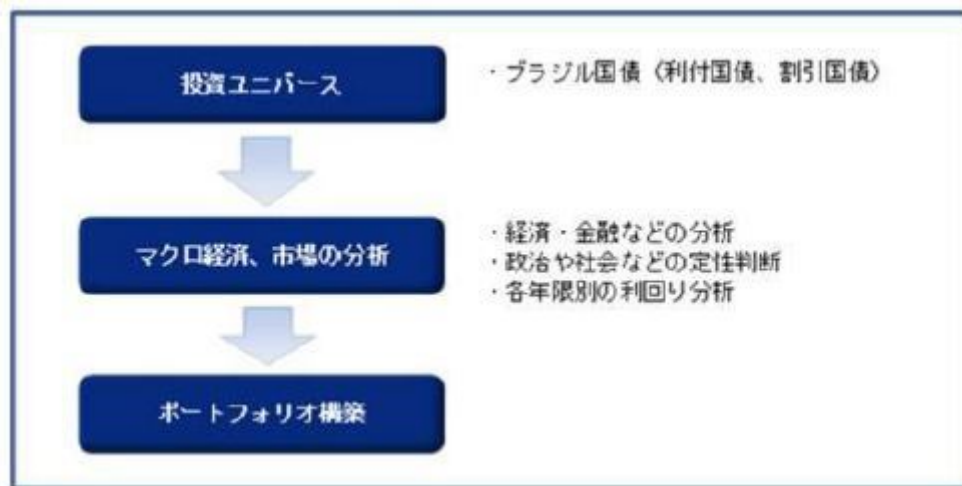 投資ユニバース
・ブラジル国債（利付国債、割引国債）
マクロ経済、市場の分析
・経済・金融などの分析
・政治や社会などの定性判断
・各年限別の利回り分析
ポートフォリオ構築